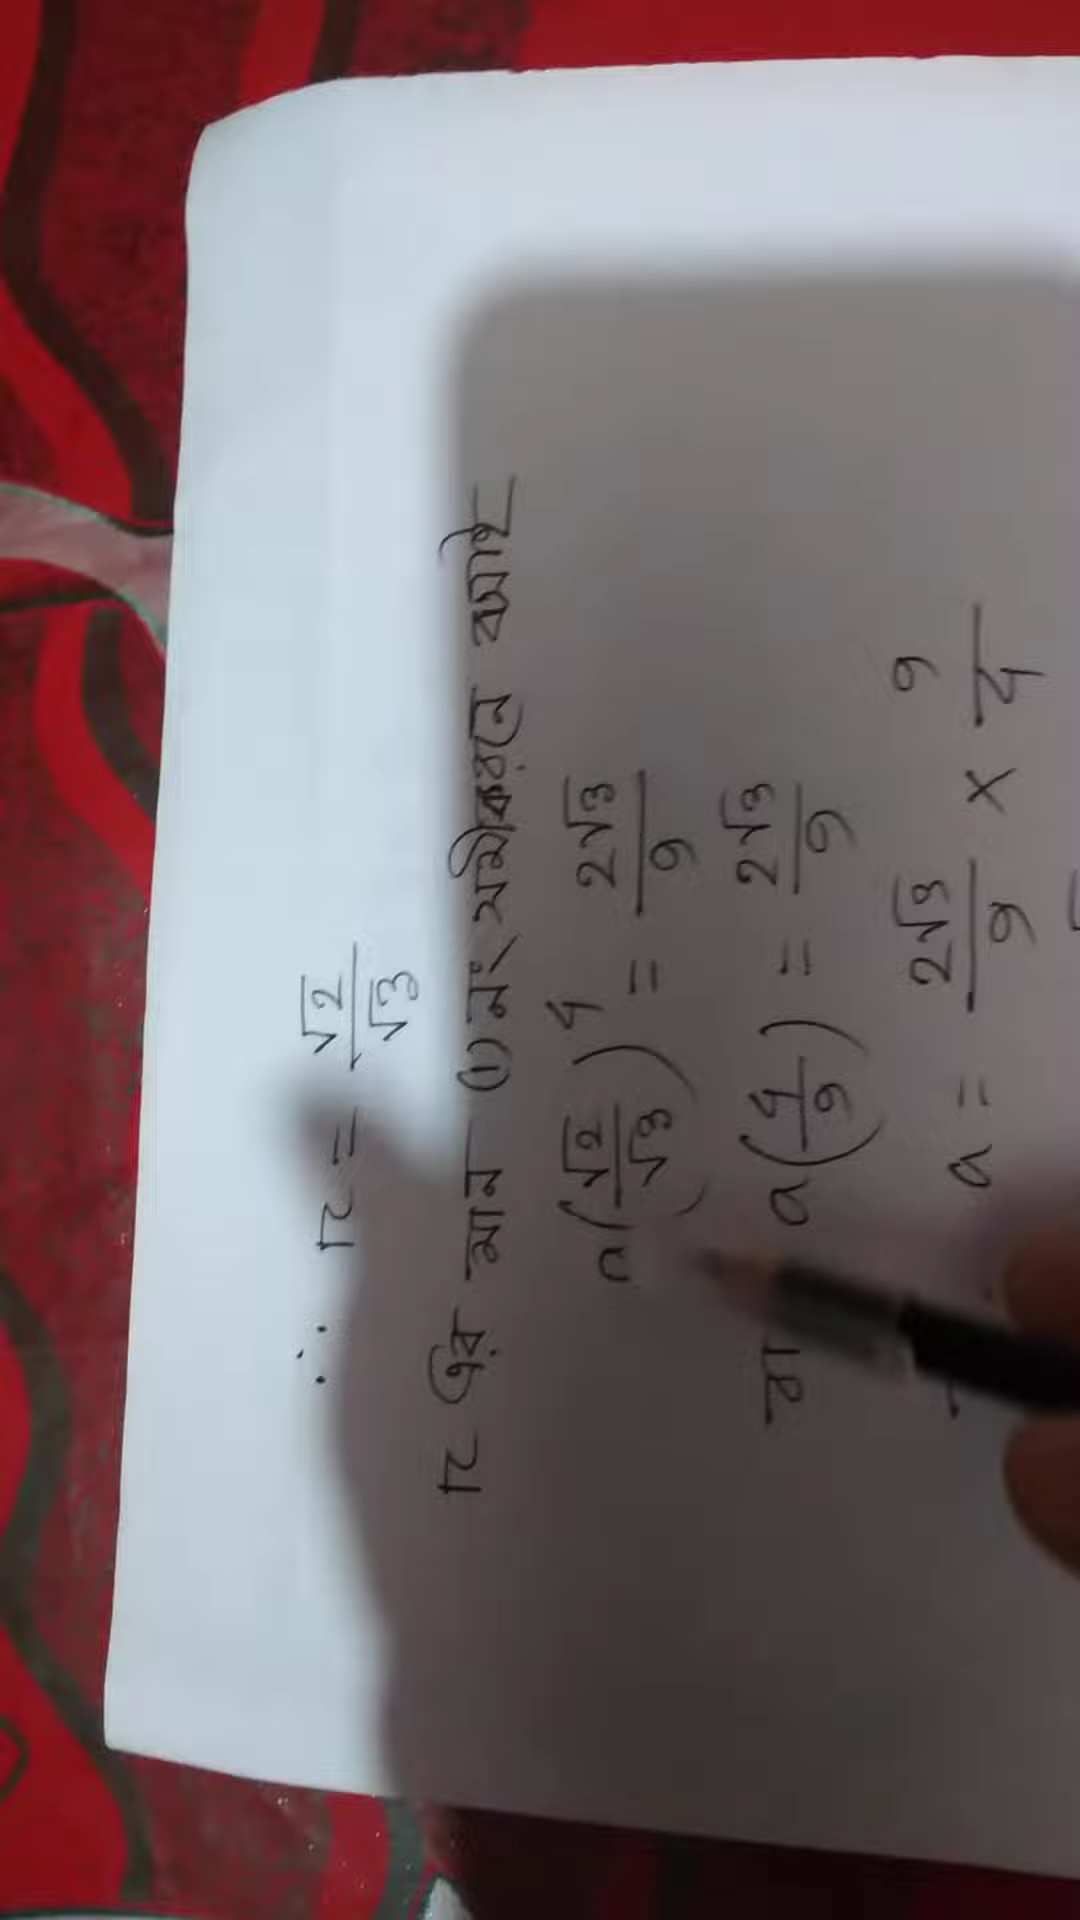 ∴ r = √2/√3
r এর মান (1) নং সমীকরণে বসাই
a(√2/√3)^4 = 2√3/9
বা a(4/9) = 2√3/9
a = 2√3/9 × 9/4